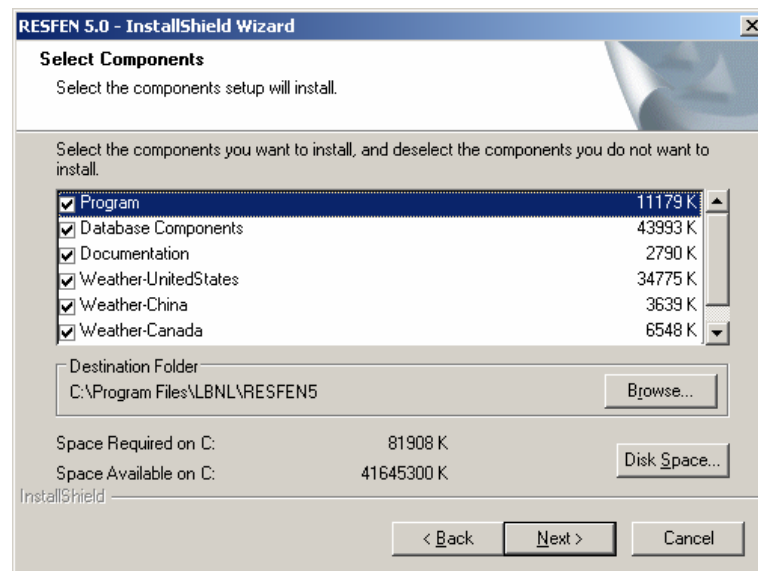 RESFEN 5.0 - InstallShield Wizard
Select Components
Select the components setup will install.
Select the components you want to install, and deselect the components you do not want to
install.
Program 11179 K
Database Components 43993 K
Documentation 2790 K
Weather-UnitedStates 34775 K
Weather-China 3639 K
Weather-Canada 6548 K
Destination Folder
C:\Program Files\LBNL\RESFEN5
Browse...
Space Required on C: 81908 K
Space Available on C: 41645300 K
Disk Space...
InstallShield
< Back
Next >
Cancel